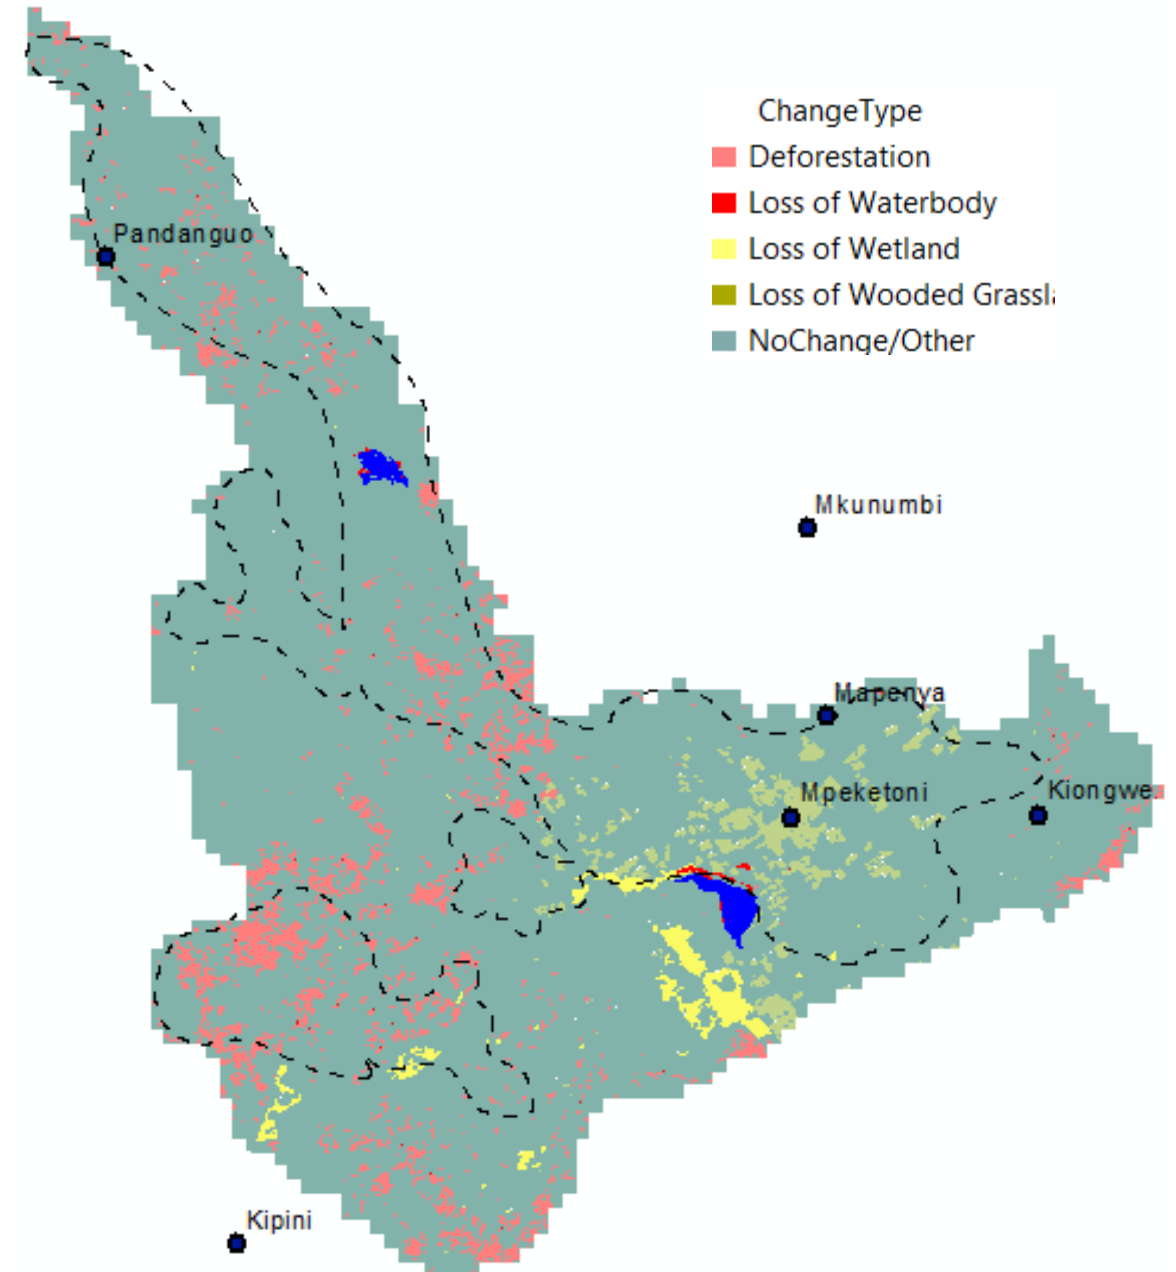 ChangeType
Deforestation
Loss of Waterbody
Pandanguo
Loss of Wetland
Loss of Wooded Grassl
NoChange/Other
Mkunumbi
Mapenya
Mpeketoni
Kiongwe
Kipini